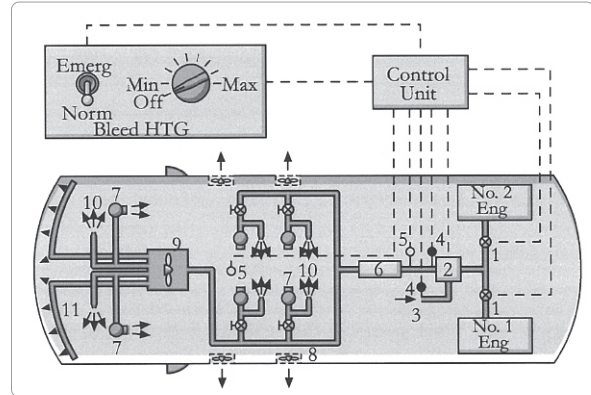 Emerg
Norm
Min
Off
Max
Bleed HTG
Control
Unit
10
7
9
11
7
5
7
10
8
6
5
4
2
4
3
1
1
No. 2
Eng
No. 1
Eng